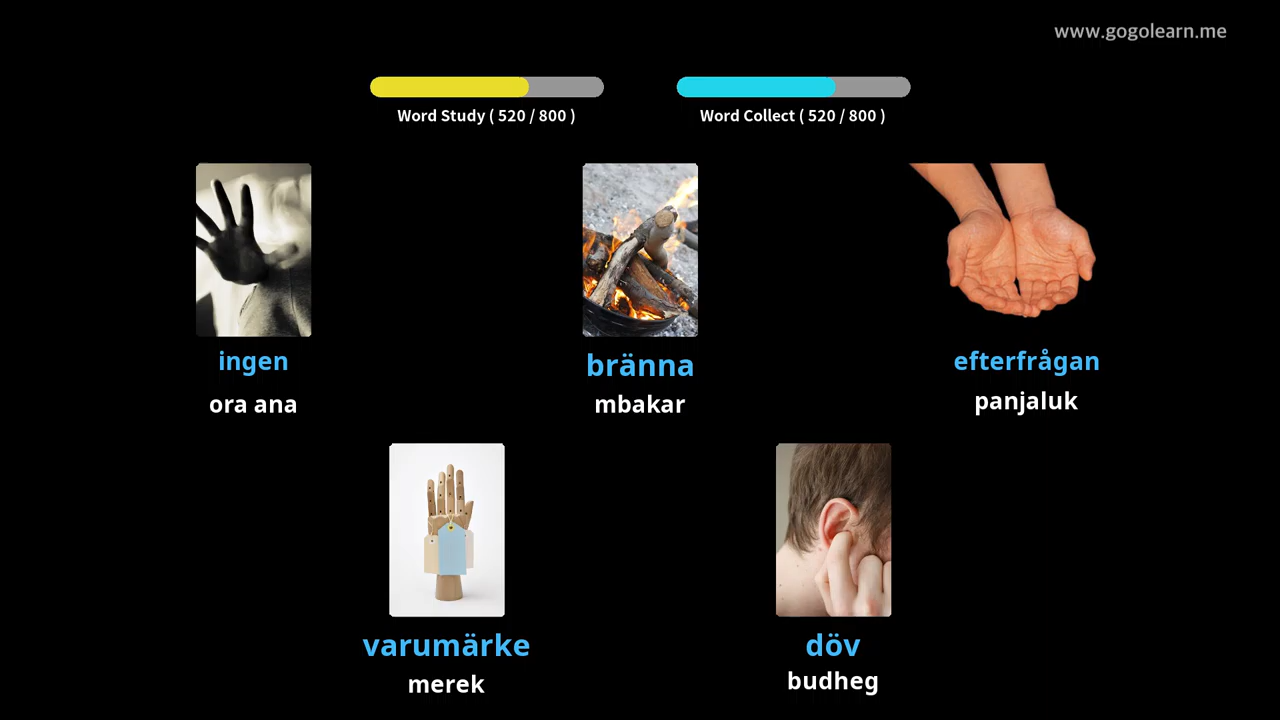 www.gogolearn.me
Word Study ( 520 / 800 )
Word Collect ( 520 / 800 )
ingen
ora ana
bränna
mbakar
efterfrågan
panjaluk
varumärke
merek
döv
budheg